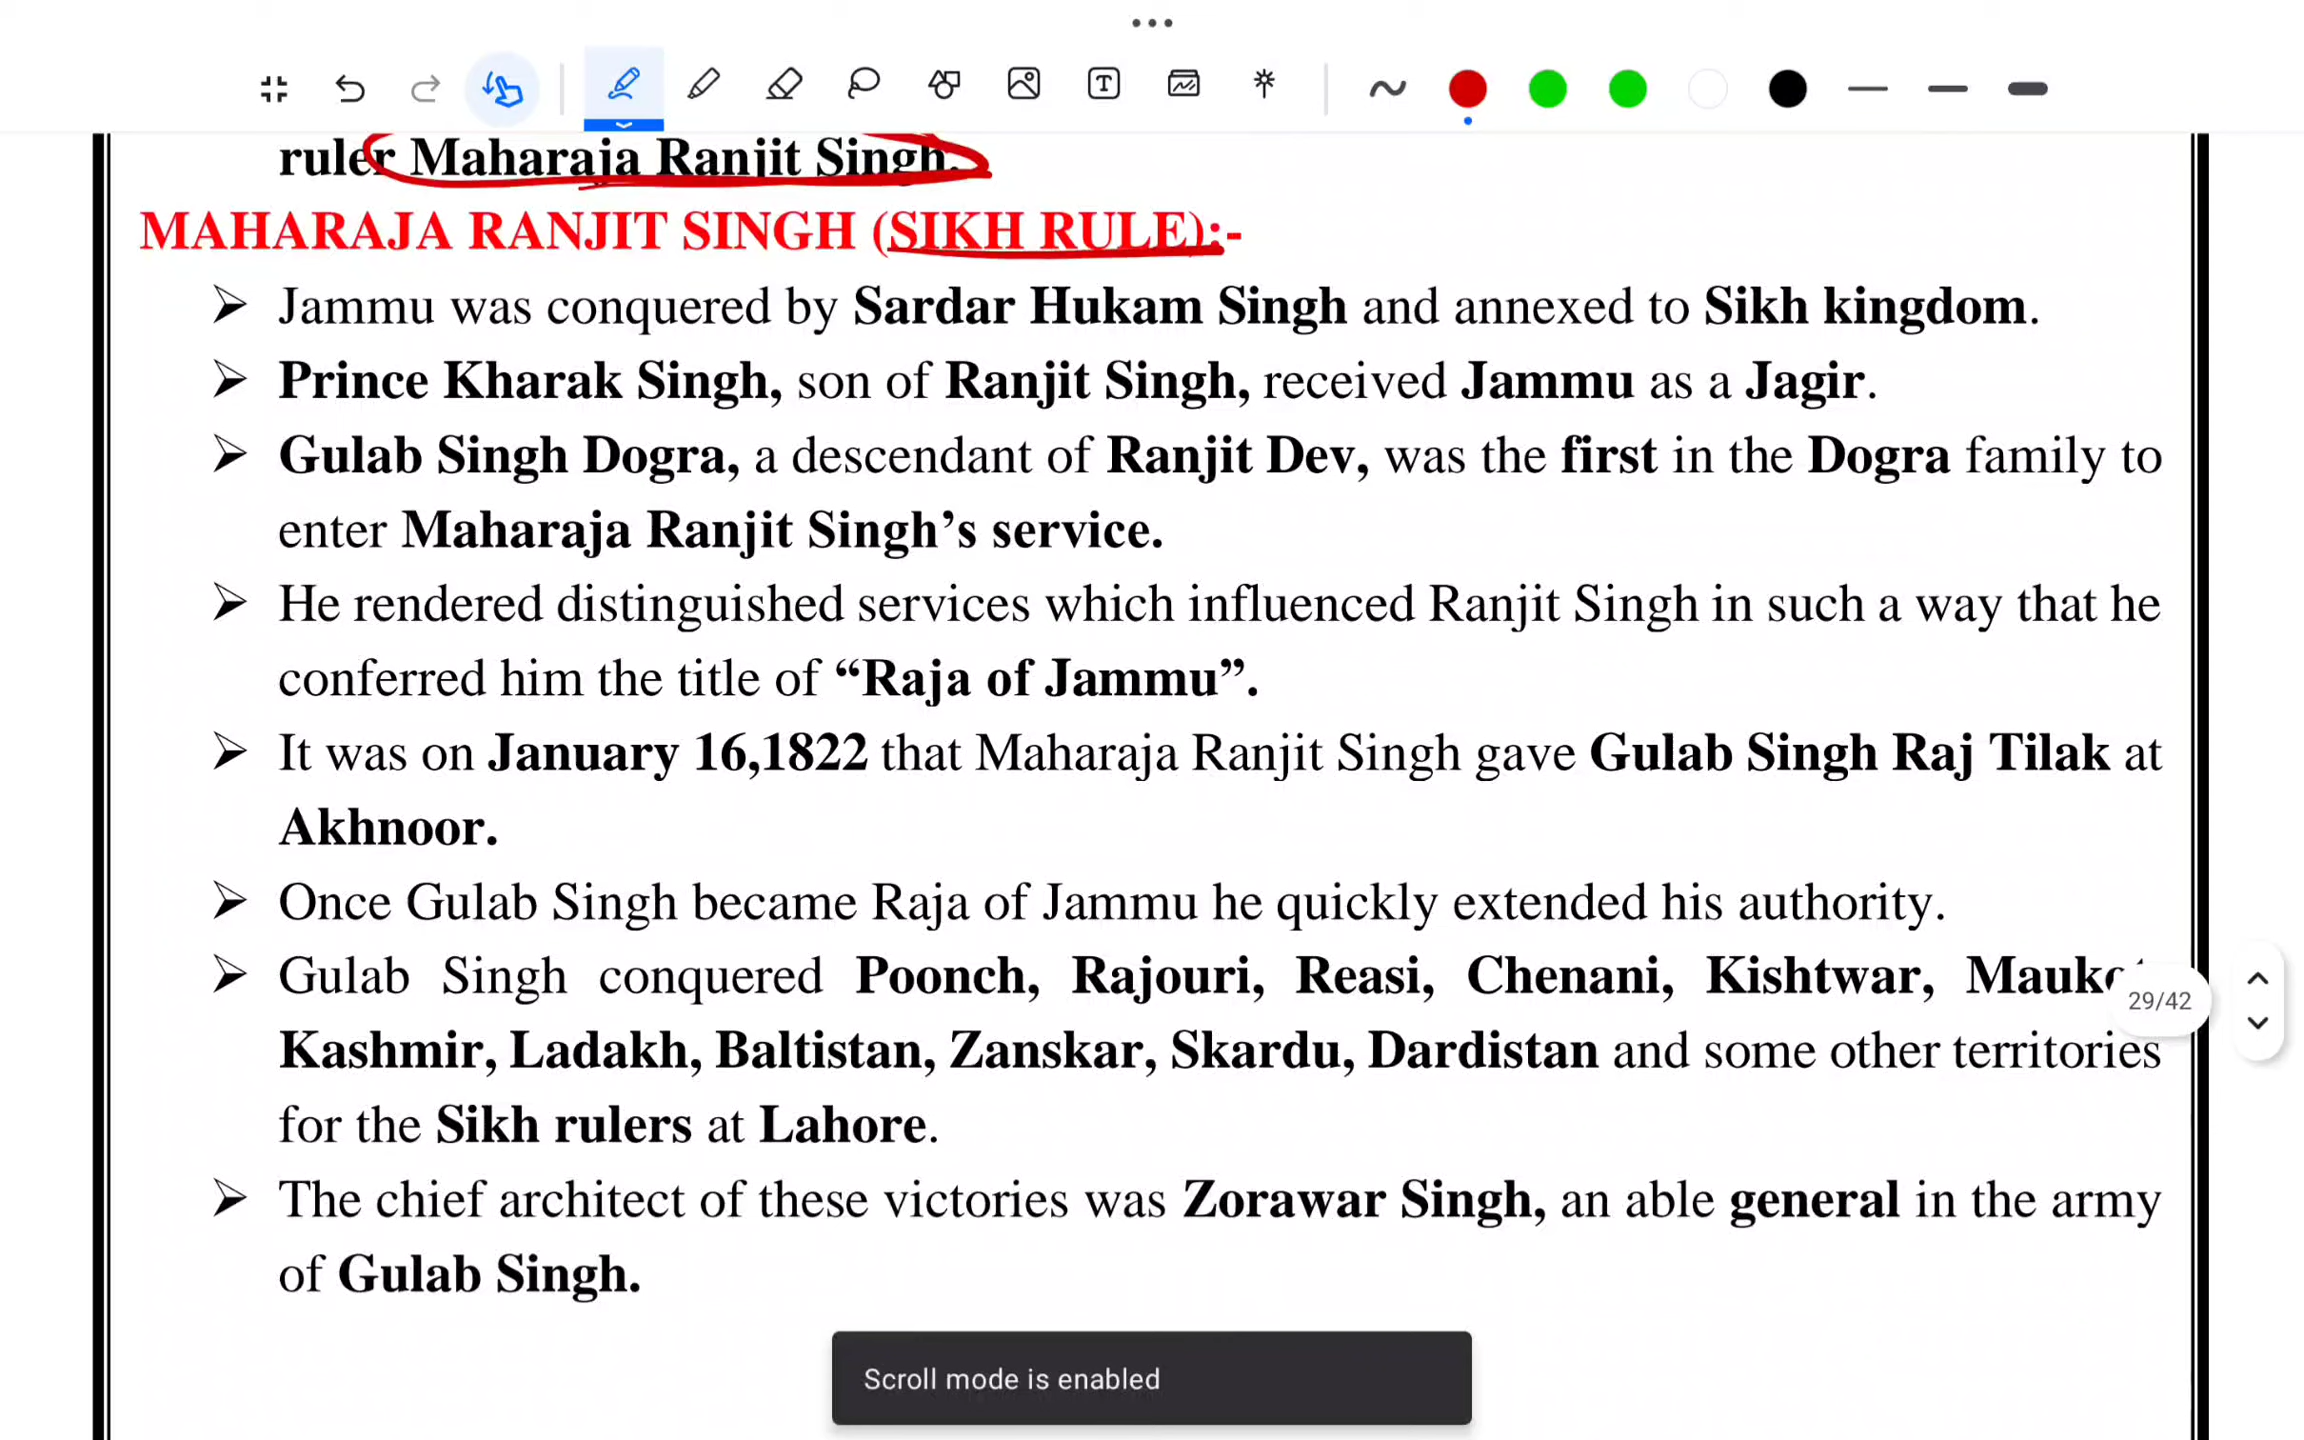 ruler Maharaja Ranjit Singh.
MAHARAJA RANJIT SINGH (SIKH RULE):-
➢ Jammu was conquered by Sardar Hukam Singh and annexed to Sikh kingdom.
➢ Prince Kharak Singh, son of Ranjit Singh, received Jammu as a Jagir.
➢ Gulab Singh Dogra, a descendant of Ranjit Dev, was the first in the Dogra family to
enter Maharaja Ranjit Singh’s service.
➢ He rendered distinguished services which influenced Ranjit Singh in such a way that he
conferred him the title of “Raja of Jammu”.
➢ It was on January 16,1822 that Maharaja Ranjit Singh gave Gulab Singh Raj Tilak at
Akhnoor.
➢ Once Gulab Singh became Raja of Jammu he quickly extended his authority.
➢ Gulab Singh conquered Poonch, Rajouri, Reasi, Chenani, Kishtwar,
29/42
Kashmir, Ladakh, Baltistan, Zanskar, Skardu, Dardistan and some other territories
for the Sikh rulers at Lahore.
➢ The chief architect of these victories was Zorawar Singh, an able general in the army
of Gulab Singh.
Scroll mode is enabled